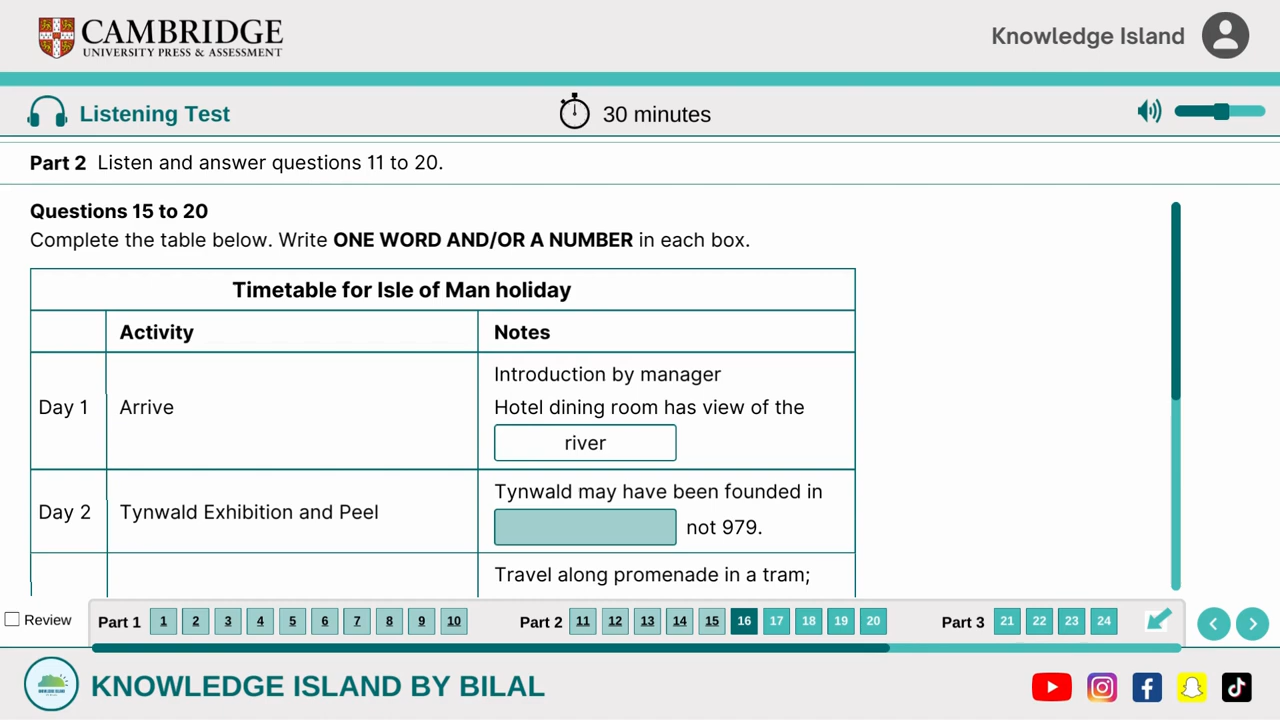 CAMBRIDGE
UNIVERSITY PRESS & ASSESSMENT
Knowledge Island
Listening Test
30 minutes
Part 2 Listen and answer questions 11 to 20.
Questions 15 to 20
Complete the table below. Write ONE WORD AND/OR A NUMBER in each box.
Timetable for Isle of Man holiday
Activity Notes
Day 1 Arrive
Introduction by manager
Hotel dining room has view of the
river
Day 2 Tynwald Exhibition and Peel
Tynwald may have been founded in
not 979.
Travel along promenade in a tram;
Review Part 1 1 2 3 4 5 6 7 8 9 10 Part 2 11 12 13 14 15 16 17 18 19 20 Part 3 21 22 23 24
KNOWLEDGE ISLAND BY BILAL